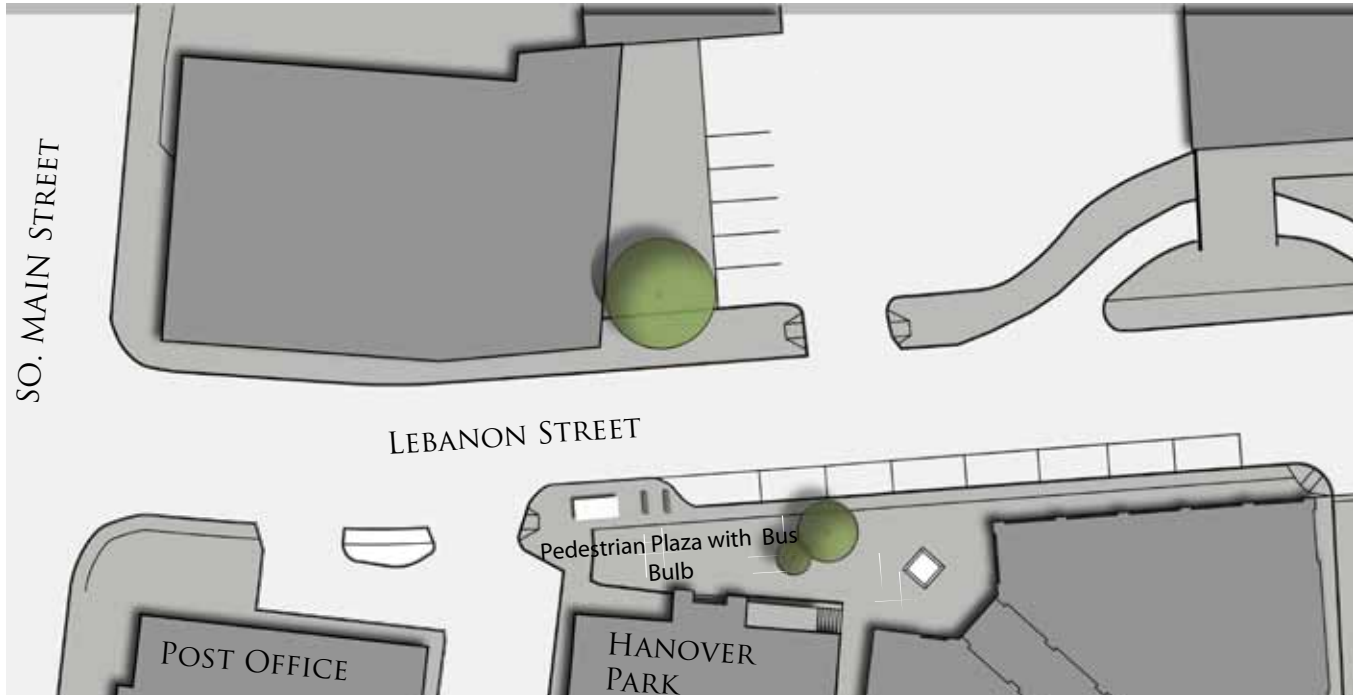 SO. MAIN STREET
LEBANON STREET
Pedestrian Plaza with Bus
Bulb
POST OFFICE
HANOVER
PARK